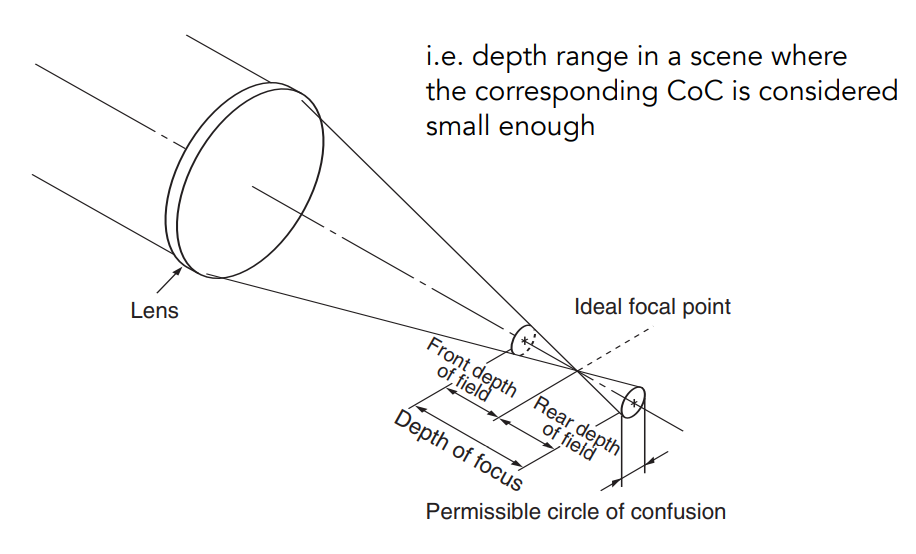 i.e. depth range in a scene where
the corresponding CoC is considered
small enough
Lens
Ideal focal point
Front depth
of field
Rear depth
of field
Depth of focus
Permissible circle of confusion